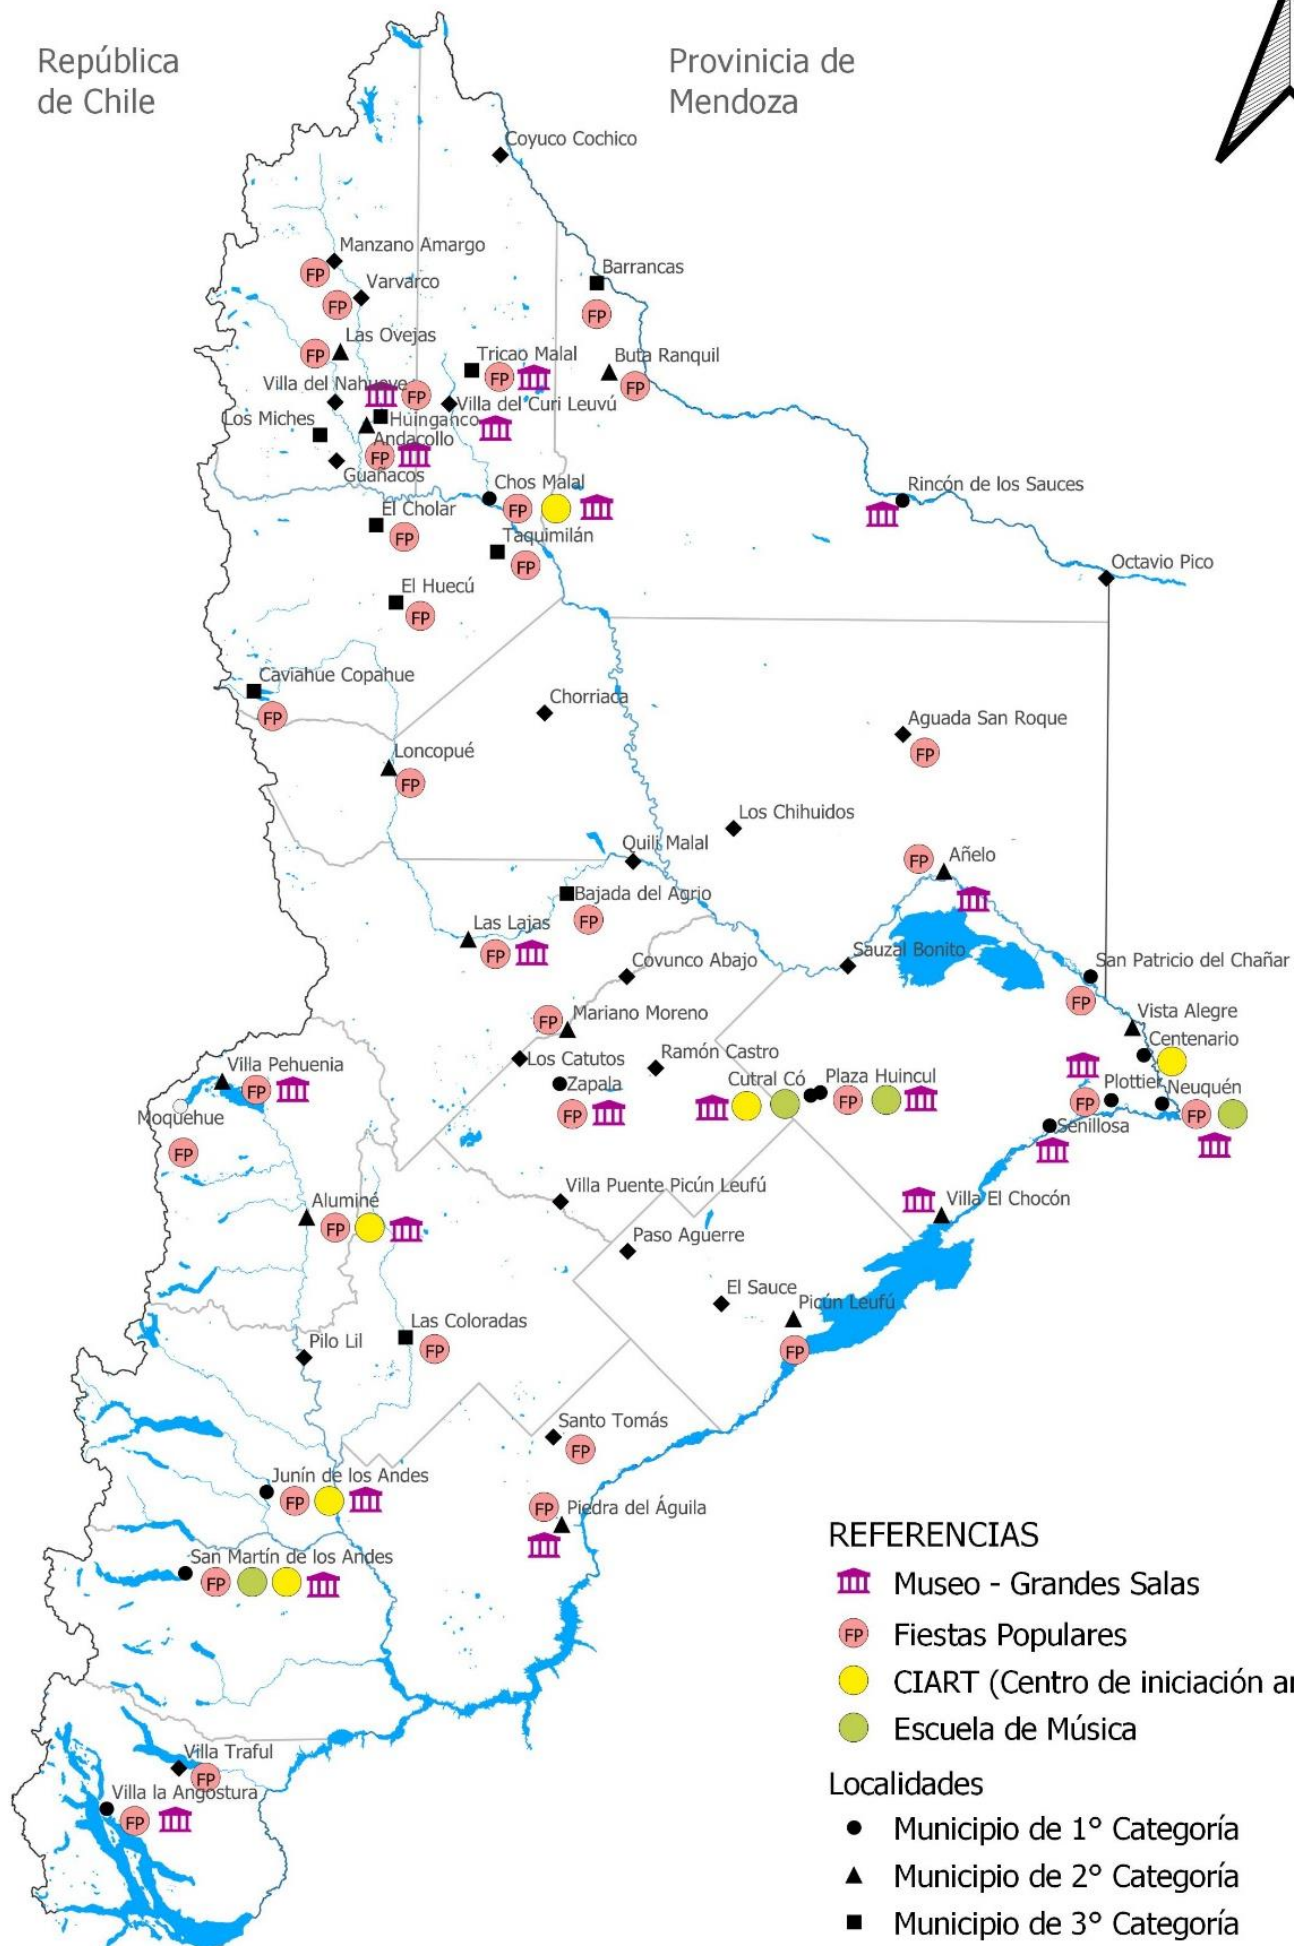 República
de Chile
Provinicia de
Mendoza
Coyuco Cochico
Manzano Amargo
FP
Varvarco
FP
Barrancas
FP
Las Ovejas
FP
Tricao Malal
FP
Buta Ranquil
FP
Villa del Nahueve
FP
Villa del Curi Leuvú
Los Miches
Huinganco
Andacollo
FP
Guañacos
Chos Malal
FP
Rincón de los Sauces
El Cholar
FP
Taquimilán
FP
Octavio Pico
El Huecú
FP
Caviahue Copahue
FP
Chorriaca
Aguada San Roque
FP
Loncopué
FP
Los Chihuidos
Quili Malal
FP
Añelo
Bajada del Agrio
FP
Las Lajas
FP
Covunco Abajo
Sauzal Bonito
San Patricio del Chañar
FP
Mariano Moreno
FP
Vista Alegre
Centenario
Los Catutos
Ramón Castro
Villa Pehuenia
FP
Zapala
FP
Cutral Có
Plaza Huincul
FP
Plottier
FP
Neuquén
FP
Moquehue
FP
Senillosa
Villa Puente Picún Leufú
Villa El Chocón
Aluminé
FP
Paso Aguerre
El Sauce
Picún Leufú
FP
Las Coloradas
FP
Pilo Lil
Santo Tomás
FP
Junín de los Andes
FP
FP
Piedra del Águila
San Martín de los Andes
FP
Villa Traful
FP
Villa la Angostura
FP
REFERENCIAS
Museo - Grandes Salas
FP Fiestas Populares
CIART (Centro de iniciación
Escuela de Música
Localidades
Municipio de 1° Categoría
Municipio de 2° Categoría
Municipio de 3° Categoría